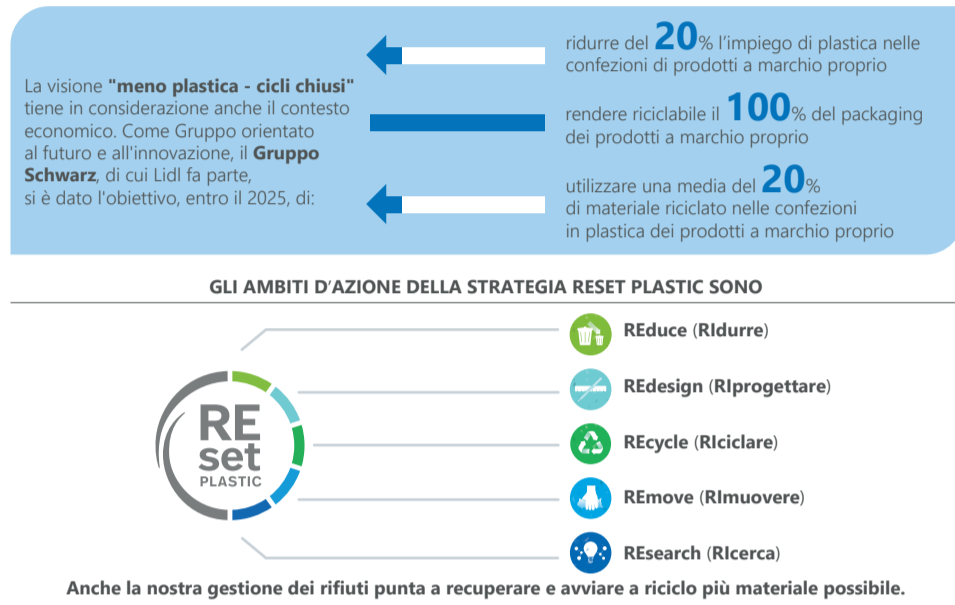 La visione "meno plastica - cicli chiusi"
tiene in considerazione anche il contesto
economico. Come Gruppo orientato
al futuro e all'innovazione, il Gruppo
Schwarz, di cui Lidl fa parte,
si è dato l'obiettivo, entro il 2025, di:
ridurre del 20% l'impiego di plastica nelle
confezioni di prodotti a marchio proprio
rendere riciclabile il 100% del packaging
dei prodotti a marchio proprio
utilizzare una media del 20%
di materiale riciclato nelle confezioni
in plastica dei prodotti a marchio proprio
GLI AMBITI D'AZIONE DELLA STRATEGIA RESET PLASTIC SONO
RE
set
PLASTIC
REduce (RIdurre)
REdesign (RIprogettare)
REcycle (RIciclare)
REmove (RImuovere)
REsearch (RIcerca)
Anche la nostra gestione dei rifiuti punta a recuperare e avviare a riciclo più materiale possibile.